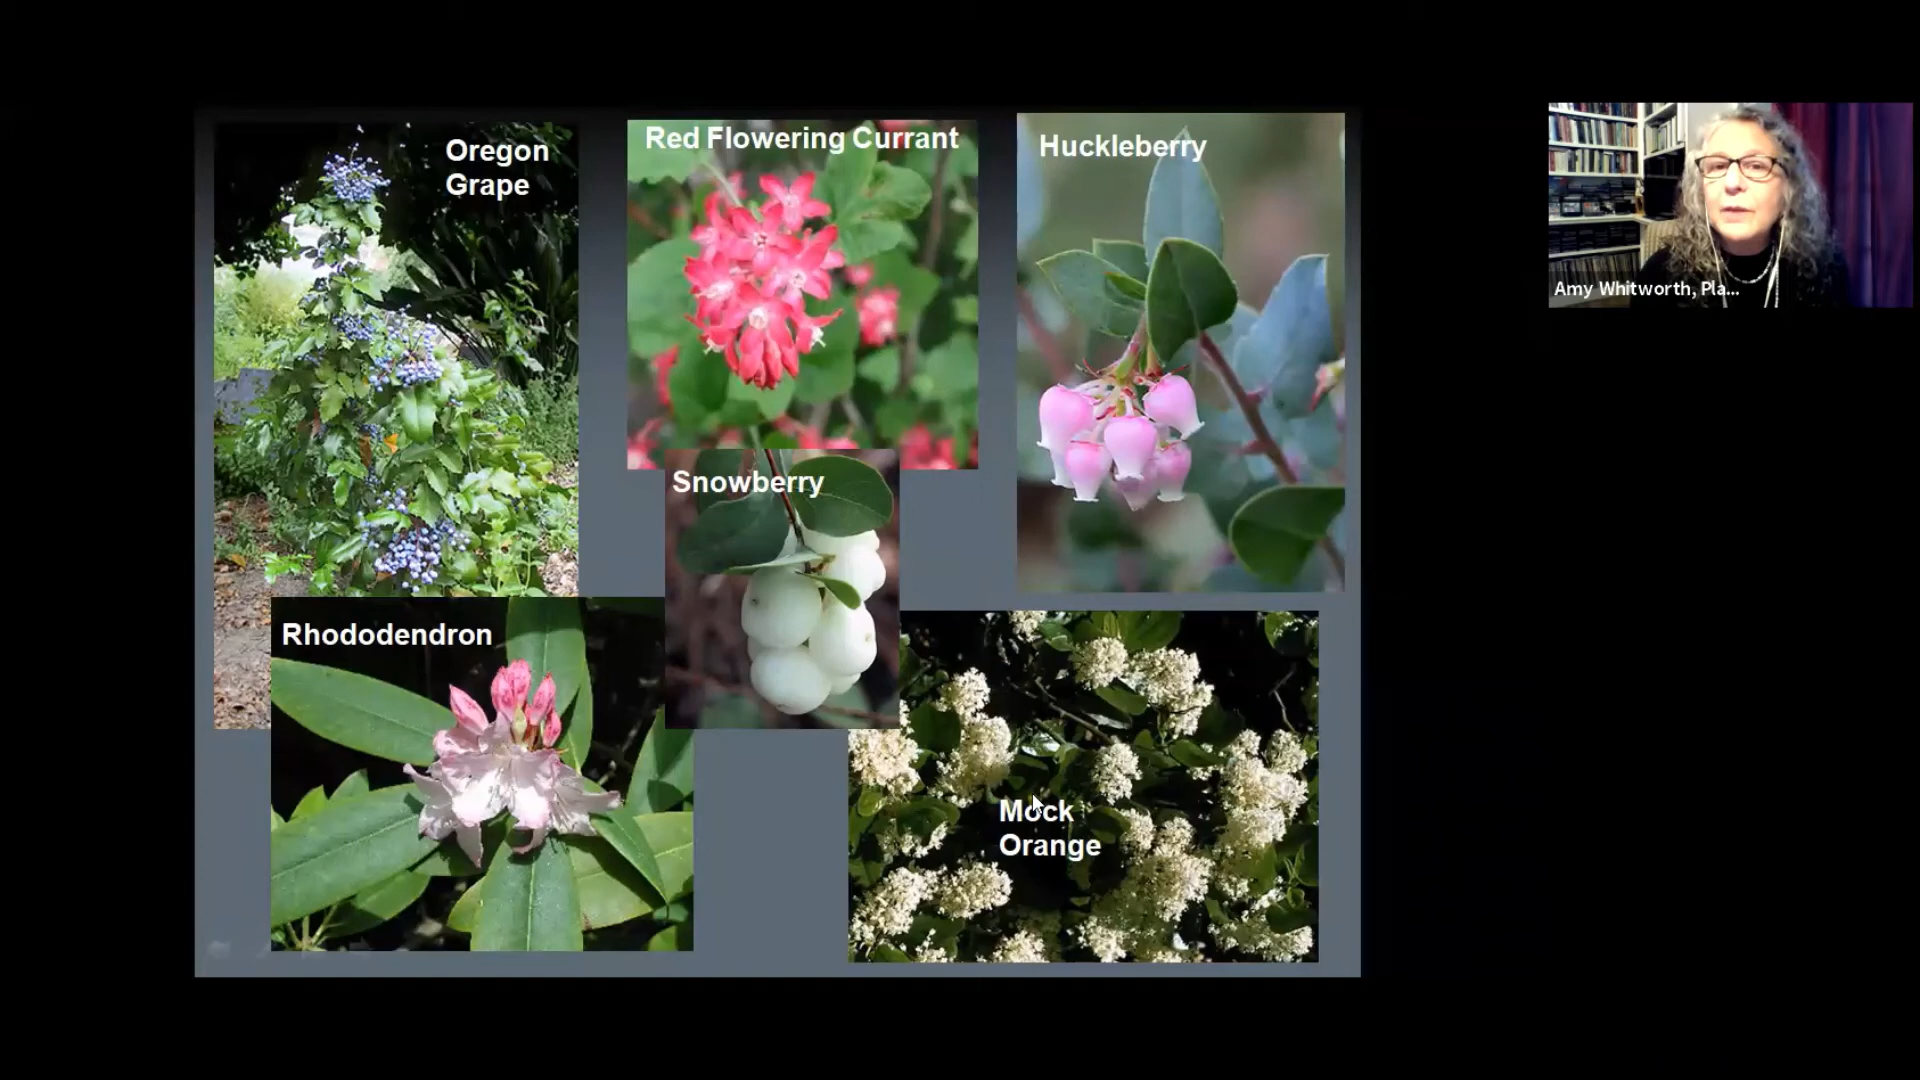 Oregon
Grape
Red Flowering Currant
Huckleberry
Snowberry
Rhododendron
Mock
Orange
Amy Whitworth, Pla...